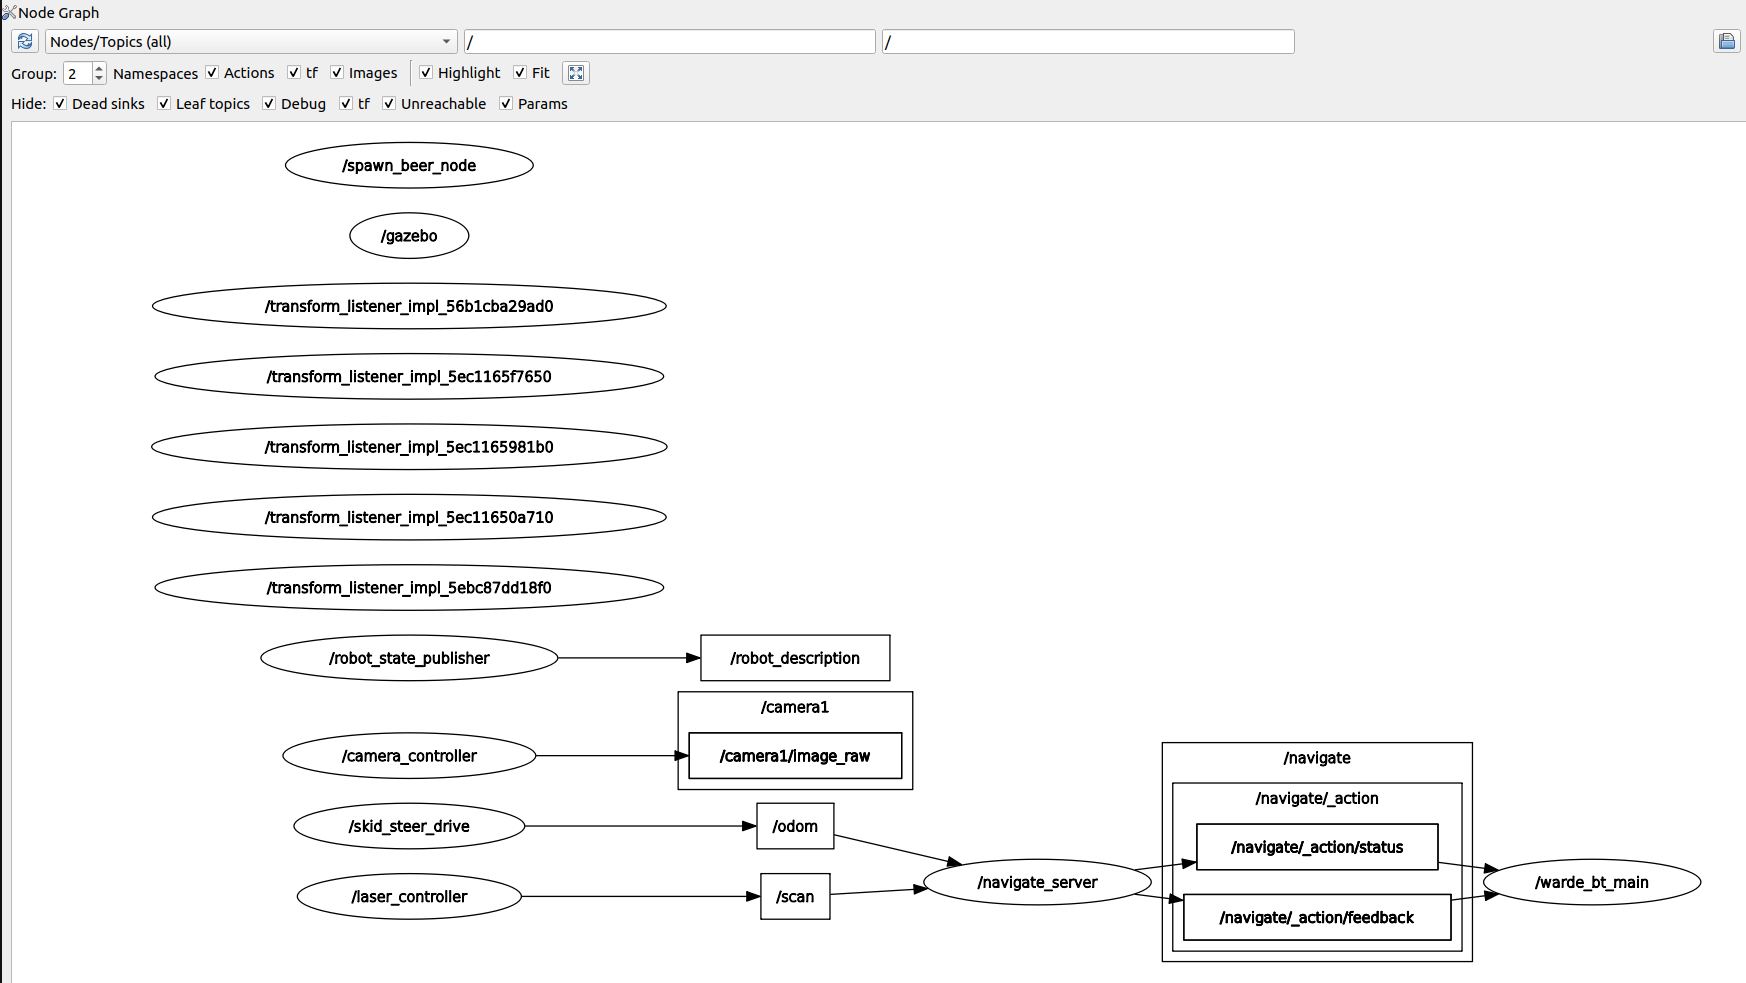 Node Graph
Nodes/Topics (all) / /
Group: 2 Namespaces Actions tf Images Highlight Fit
Hide: Dead sinks Leaf topics Debug tf Unreachable Params
/spawn_beer_node
/gazebo
/transform_listener_impl_56b1cba29ad0
/transform_listener_impl_5ec1165f7650
/transform_listener_impl_5ec1165981b0
/transform_listener_impl_5ec11650a710
/transform_listener_impl_5ebc87dd18f0
/robot_state_publisher /robot_description
/camera1
/camera_controller /camera1/image_raw
/navigate
/navigate/_action
/skid_steer_drive /odom
/navigate/_action/status
/navigate_server /warde_bt_main
/laser_controller /scan
/navigate/_action/feedback